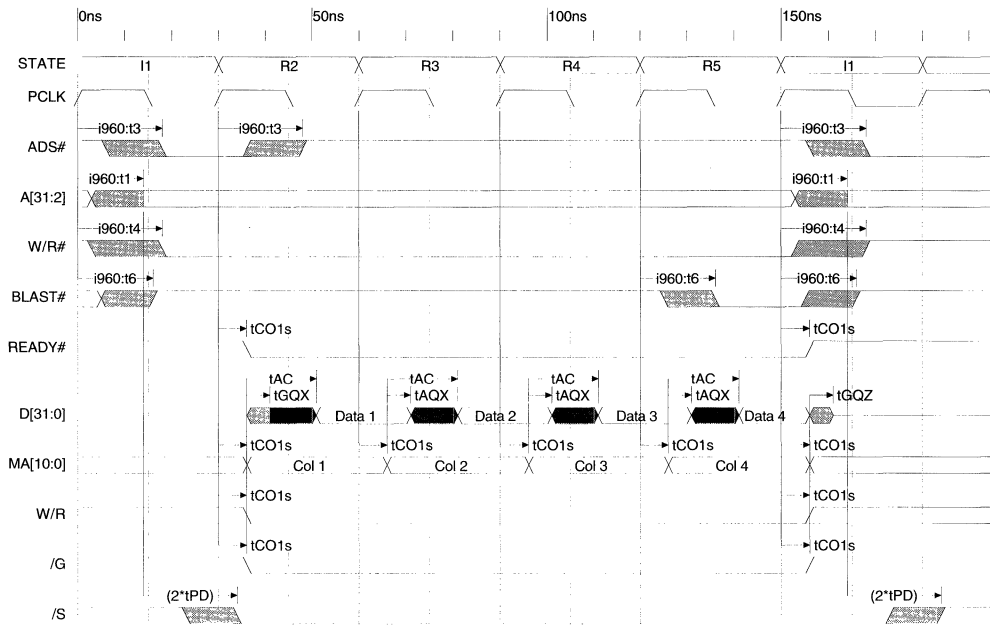 0ns 50ns 100ns 150ns
STATE I1 R2 R3 R4 R5 I1
PCLK
i960:t3 i960:t3 i960:t3
ADS#
i960:t1 i960:t1
A[31:2]
i960:t4 i960:t4
W/R#
i960:t6 i960:t6 i960:t6
BLAST#
tCO1s tCO1s
READY#
tAC tAC tAC tAC
tGQX tAQX tAQX tAQX tGQZ
D[31:0] Data 1 Data 2 Data 3 Data 4
tCO1s tCO1s tCO1s tCO1s tCO1s
MA[10:0] Col 1 Col 2 Col 3 Col 4
tCO1s tCO1s
W/R
tCO1s tCO1s
/G
(2*tPD) (2*tPD)
/S